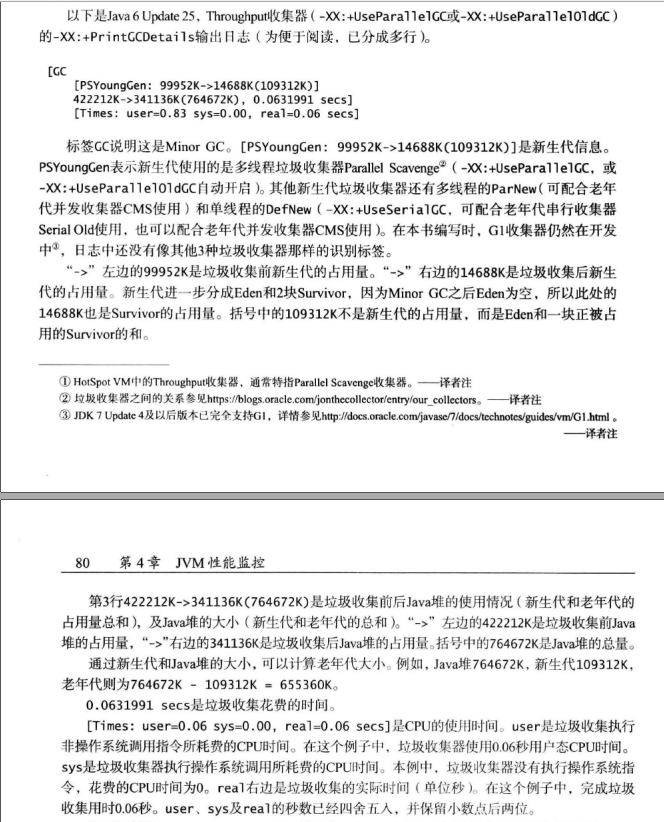 以下是Java 6 Update 25，Throughput收集器（-XX:+UseParallelGC或-XX:+UseParallelOldGC）
的-XX:+PrintGCDetails输出日志（为便于阅读，已分成多行）。
[GC
[PSYoungGen: 99952K->14688K(109312K)]
422212K->341136K(764672K), 0.0631991 secs]
[Times: user=0.83 sys=0.00, real=0.06 secs]
标签GC说明这是Minor GC。[PSYoungGen: 99952K->14688K(109312K)]是新生代信息。
PSYoungGen表示新生代使用的是多线程垃圾收集器Parallel Scavenge②（-XX:+UseParallelGC，或
-XX:+UseParallelOldGC自动开启）。其他新生代垃圾收集器还有多线程的ParNew（可配合老年
代并发收集器CMS使用）和单线程的DefNew（-XX:+UseSerialGC，可配合老年代串行收集器
Serial Old使用，也可以配合老年代并发收集器CMS使用）。在本书编写时，G1收集器仍然在开发
中③，日志中还没有像其他3种垃圾收集器那样的识别标签。
“->”左边的99952K是垃圾收集前新生代的占用量。“->”右边的14688K是垃圾收集后新生
代的占用量。新生代进一步分成Eden和2块Survivor，因为Minor GC之后Eden为空，所以此处的
14688K也是Survivor的占用量。括号中的109312K不是新生代的占用量，而是Eden和一块正被占
用的Survivor的和。
① HotSpot VM中的Throughput收集器，通常特指Parallel Scavenge收集器。——译者注
② 垃圾收集器之间的关系参见https://blogs.oracle.com/jonthecollector/entry/our_collectors。——译者注
③ JDK 7 Update 4及以后版本已完全支持G1，详情参见http://docs.oracle.com/javase/7/docs/technotes/guides/vm/G1.html 。
——译者注
80 第 4 章 JVM 性能监控
第3行422212K->341136K(764672K)是垃圾收集前后Java堆的使用情况（新生代和老年代的
占用量总和），及Java堆的大小（新生代和老年代的总和）。“->”左边的422212K是垃圾收集前Java
堆的占用量，“->”右边的341136K是垃圾收集后Java堆的占用量。括号中的764672K是Java堆的总量。
通过新生代和Java堆的大小，可以计算老年代大小。例如，Java堆764672K，新生代109312K，
老年代则为764672K - 109312K = 655360K。
0.0631991 secs是垃圾收集花费的时间。
[Times: user=0.06 sys=0.00, real=0.06 secs]是CPU的使用时间。user是垃圾收集执行
非操作系统调用指令所耗费的CPU时间。在这个例子中，垃圾收集器使用0.06秒用户态CPU时间。
sys是垃圾收集器执行操作系统调用所耗费的CPU时间。本例中，垃圾收集器没有执行操作系统指
令，花费的CPU时间为0。real右边是垃圾收集的实际时间（单位秒）。在这个例子中，完成垃圾
收集用时0.06秒。user、sys及real的秒数已经四舍五入，并保留小数点后两位。